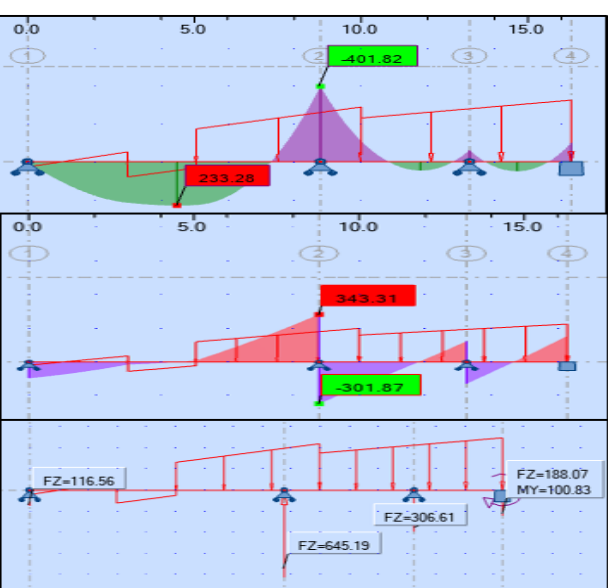 0.0 5.0 10.0 15.0
1 2 3 4
-401.82
233.28
0.0 5.0 10.0 15.0
1 2 3 4
343.31
-301.87
FZ=116.56
FZ=188.07
MY=100.83
FZ=306.61
FZ=645.19